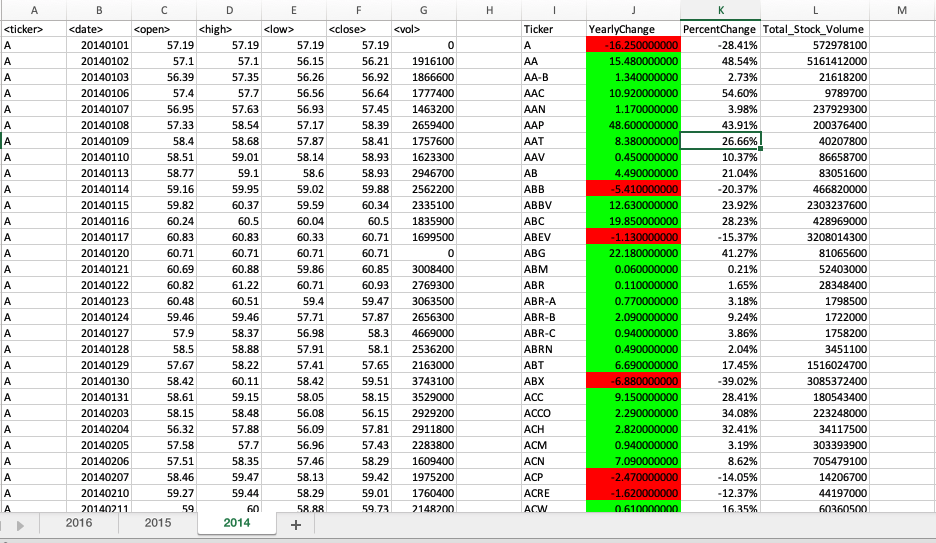 A B C D E F G H I J K L M
<ticker> <date> <open> <high> <low> <close> <vol> Ticker YearlyChange PercentChange Total_Stock_Volume
A 20140101 57.19 57.19 57.19 57.19 0 A -16.250000000 -28.41% 572978100
A 20140102 57.1 57.1 56.15 56.21 1916100 AA 15.480000000 48.54% 5161412000
A 20140103 56.39 57.35 56.26 56.92 1866600 AA-B 1.340000000 2.73% 21618200
A 20140106 57.4 57.7 56.56 56.64 1777400 AAC 10.920000000 54.60% 9789700
A 20140107 56.95 57.63 56.93 57.45 1463200 AAN 1.170000000 3.98% 237929300
A 20140108 57.33 58.54 57.17 58.39 2659400 AAP 48.600000000 43.91% 200376400
A 20140109 58.4 58.68 57.87 58.41 1757600 AAT 8.380000000 26.66% 40207800
A 20140110 58.51 59.01 58.14 58.93 1623300 AAV 0.450000000 10.37% 86658700
A 20140113 58.77 59.1 58.6 58.93 2946700 AB 4.490000000 21.04% 83051600
A 20140114 59.16 59.95 59.02 59.88 2562200 ABB -5.410000000 -20.37% 466820000
A 20140115 59.82 60.37 59.59 60.34 2335100 ABBV 12.630000000 23.92% 2303237600
A 20140116 60.24 60.5 60.04 60.5 1835900 ABC 19.850000000 28.23% 428969000
A 20140117 60.83 60.83 60.33 60.71 1699500 ABEV -1.130000000 -15.37% 3208014300
A 20140120 60.71 60.71 60.71 60.71 0 ABG 22.180000000 41.27% 81065600
A 20140121 60.69 60.88 59.86 60.85 3008400 ABM 0.060000000 0.21% 52403000
A 20140122 60.82 61.22 60.71 60.93 2769300 ABR 0.110000000 1.65% 28348400
A 20140123 60.48 60.51 59.4 59.47 3063500 ABR-A 0.770000000 3.18% 1798500
A 20140124 59.46 59.46 57.71 57.87 2656300 ABR-B 2.090000000 9.24% 1722000
A 20140127 57.9 58.37 56.98 58.3 4669000 ABR-C 0.940000000 3.86% 1758200
A 20140128 58.5 58.88 57.91 58.1 2536200 ABRN 0.490000000 2.04% 3451100
A 20140129 57.67 58.22 57.41 57.65 2163000 ABT 6.690000000 17.45% 1516024700
A 20140130 58.42 60.11 58.42 59.51 3743100 ABX -6.880000000 -39.02% 3085372400
A 20140131 58.61 59.15 58.05 58.15 3529000 ACC 9.150000000 28.41% 180543400
A 20140203 58.15 58.48 56.08 56.15 2929200 ACCO 2.290000000 34.08% 223248000
A 20140204 56.32 57.88 56.09 57.81 2911800 ACH 2.820000000 32.41% 34117500
A 20140205 57.58 57.7 56.96 57.43 2283800 ACM 0.940000000 3.19% 303393900
A 20140206 57.51 58.35 57.46 58.29 1609400 ACN 7.090000000 8.62% 705479100
A 20140207 58.46 59.47 58.13 59.42 1975200 ACP -2.470000000 -14.05% 14206700
A 20140210 59.27 59.44 58.29 59.01 1760400 ACRE -1.620000000 -12.37% 44197000
A 20140211 59 60 58.88 59.73 2148200 ACW 0.610000000 16.35% 60360500
2016 2015 2014 +